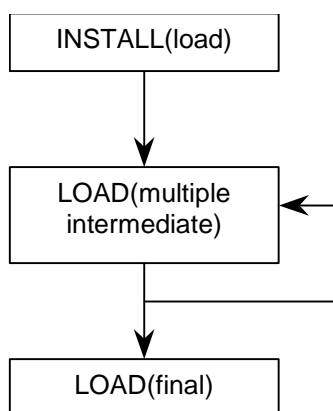 INSTALL(load)
LOAD(multiple
intermediate)
LOAD(final)